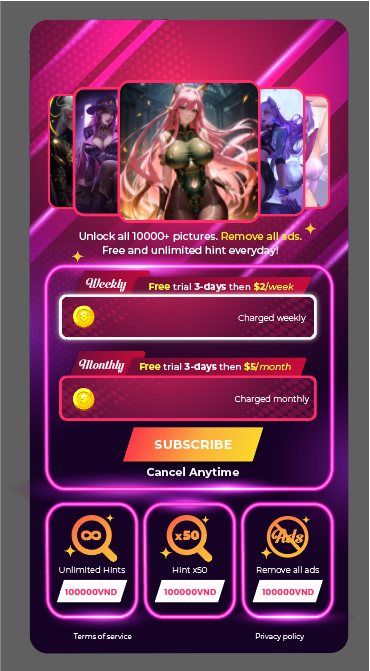 Unlock all 10000+ pictures. Remove all ads.
Free and unlimited hint everyday!
Weekly
Free trial 3-days then $2/week
Charged weekly
Monthly
Free trial 3-days then $5/month
Charged monthly
SUBSCRIBE
Cancel Anytime
∞ x50 Ads
Unlimited Hints Hint x50 Remove all ads
100000VND 100000VND 100000VND
Terms of service Privacy policy